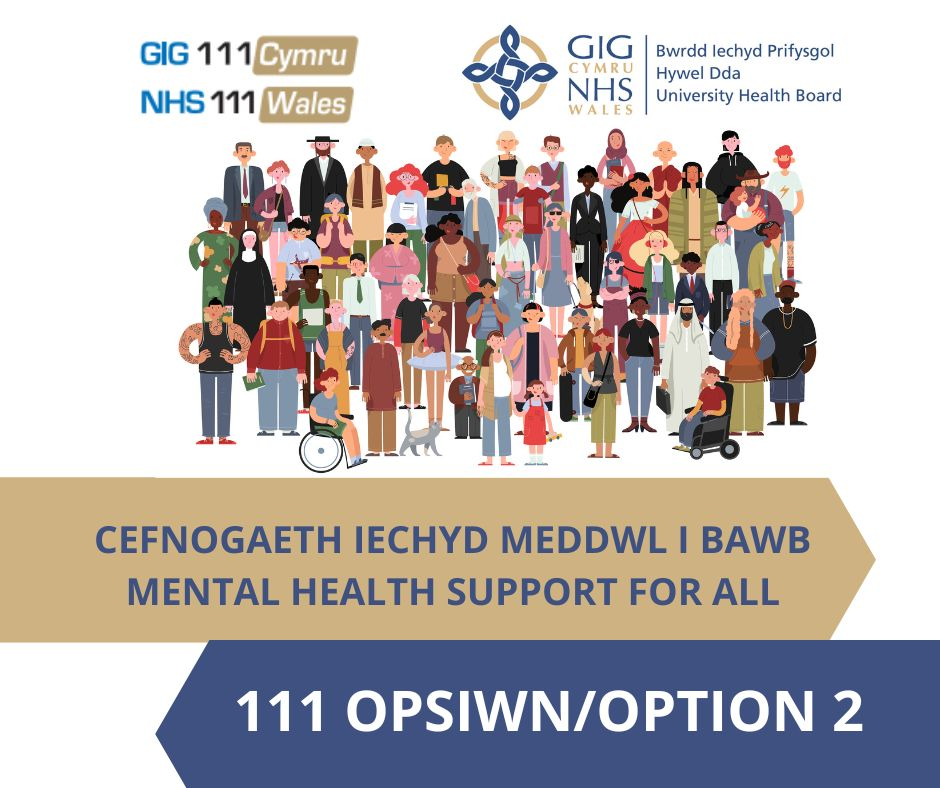 GIG 111 Cymru
NHS 111 Wales
GIG
CYMRU
NHS
WALES
Bwrdd Iechyd Prifysgol
Hywel Dda
University Health Board
CEFNOGAETH IECHYD MEDDWL I BAWB
MENTAL HEALTH SUPPORT FOR ALL
111 OPSIWN/OPTION 2